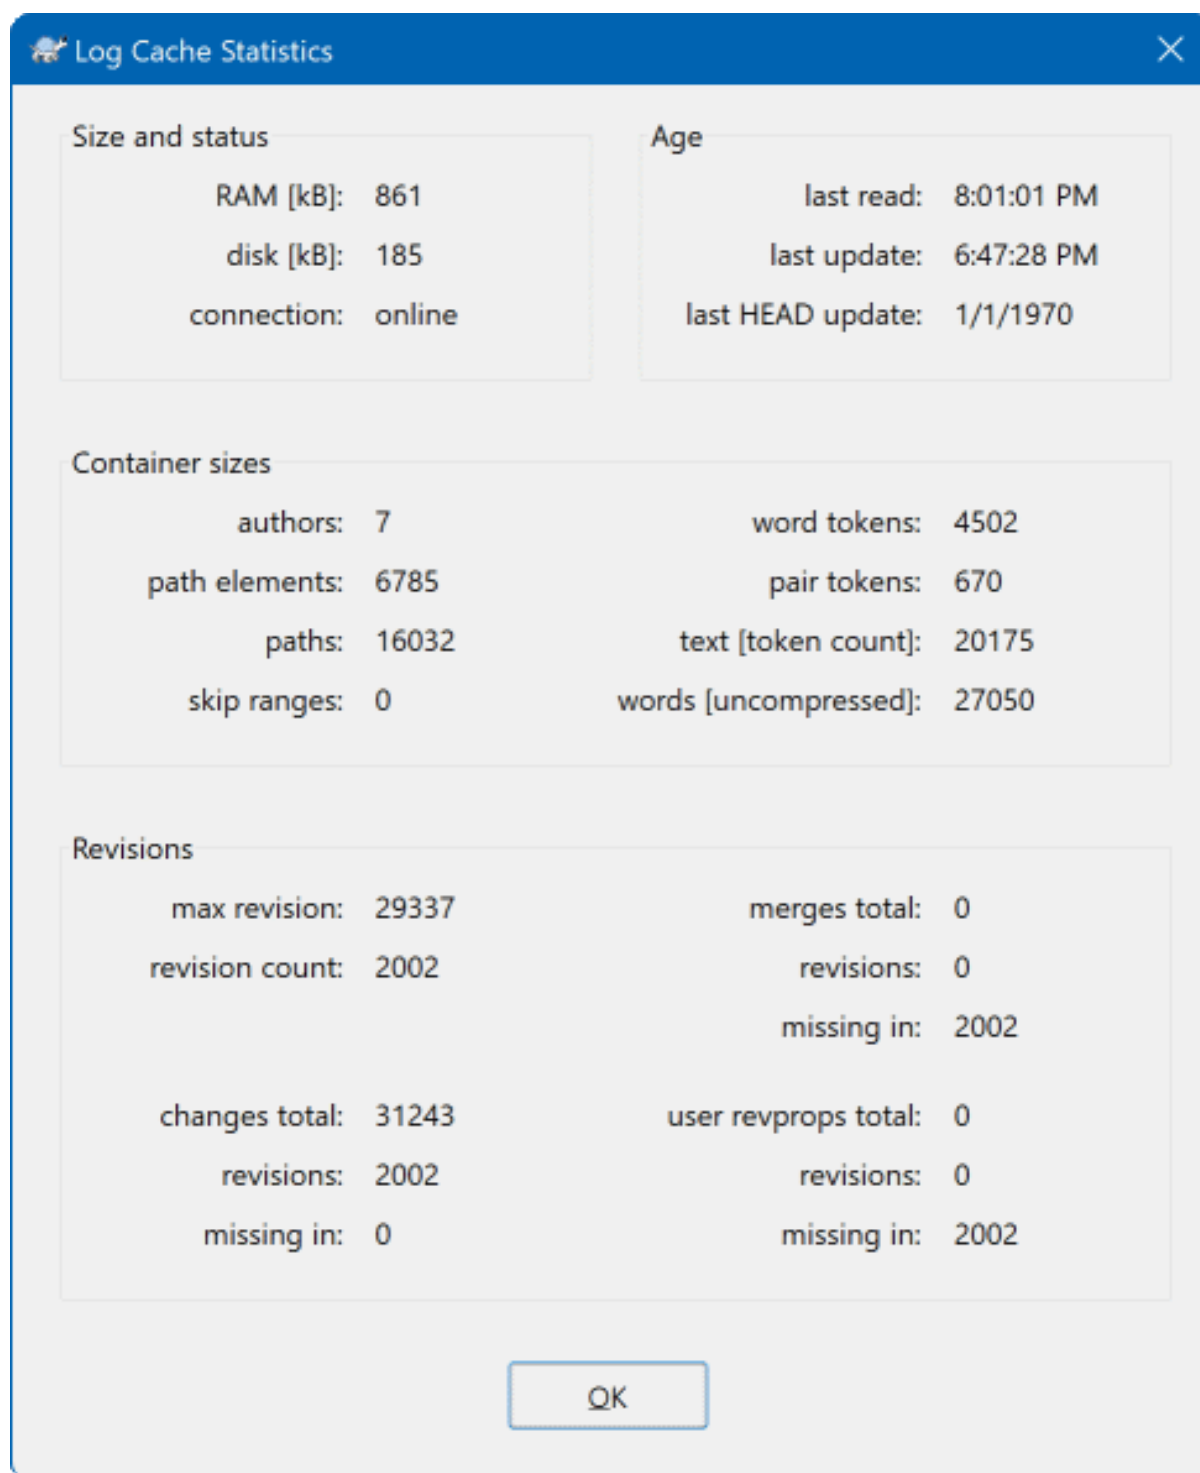 Log Cache Statistics
Size and status
RAM [kB]: 861
disk [kB]: 185
connection: online
Age
last read: 8:01:01 PM
last update: 6:47:28 PM
last HEAD update: 1/1/1970
Container sizes
authors: 7
path elements: 6785
paths: 16032
skip ranges: 0
word tokens: 4502
pair tokens: 670
text [token count]: 20175
words [uncompressed]: 27050
Revisions
max revision: 29337
revision count: 2002
merges total: 0
revisions: 0
missing in: 2002
changes total: 31243
revisions: 2002
missing in: 0
user revprops total: 0
revisions: 0
missing in: 2002
OK